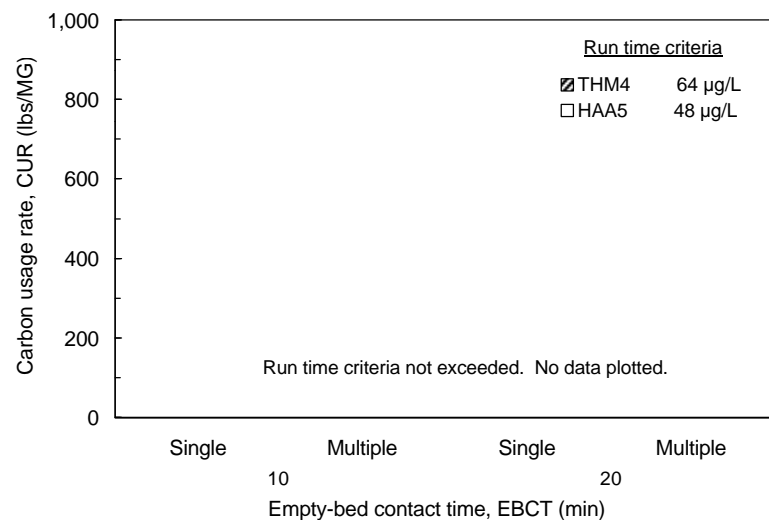 1,000
800
600
400
200
0
Carbon usage rate, CUR (lbs/MG)
Run time criteria
THM4 64 µg/L
HAA5 48 µg/L
Run time criteria not exceeded. No data plotted.
Single Multiple Single Multiple
10 20
Empty-bed contact time, EBCT (min)